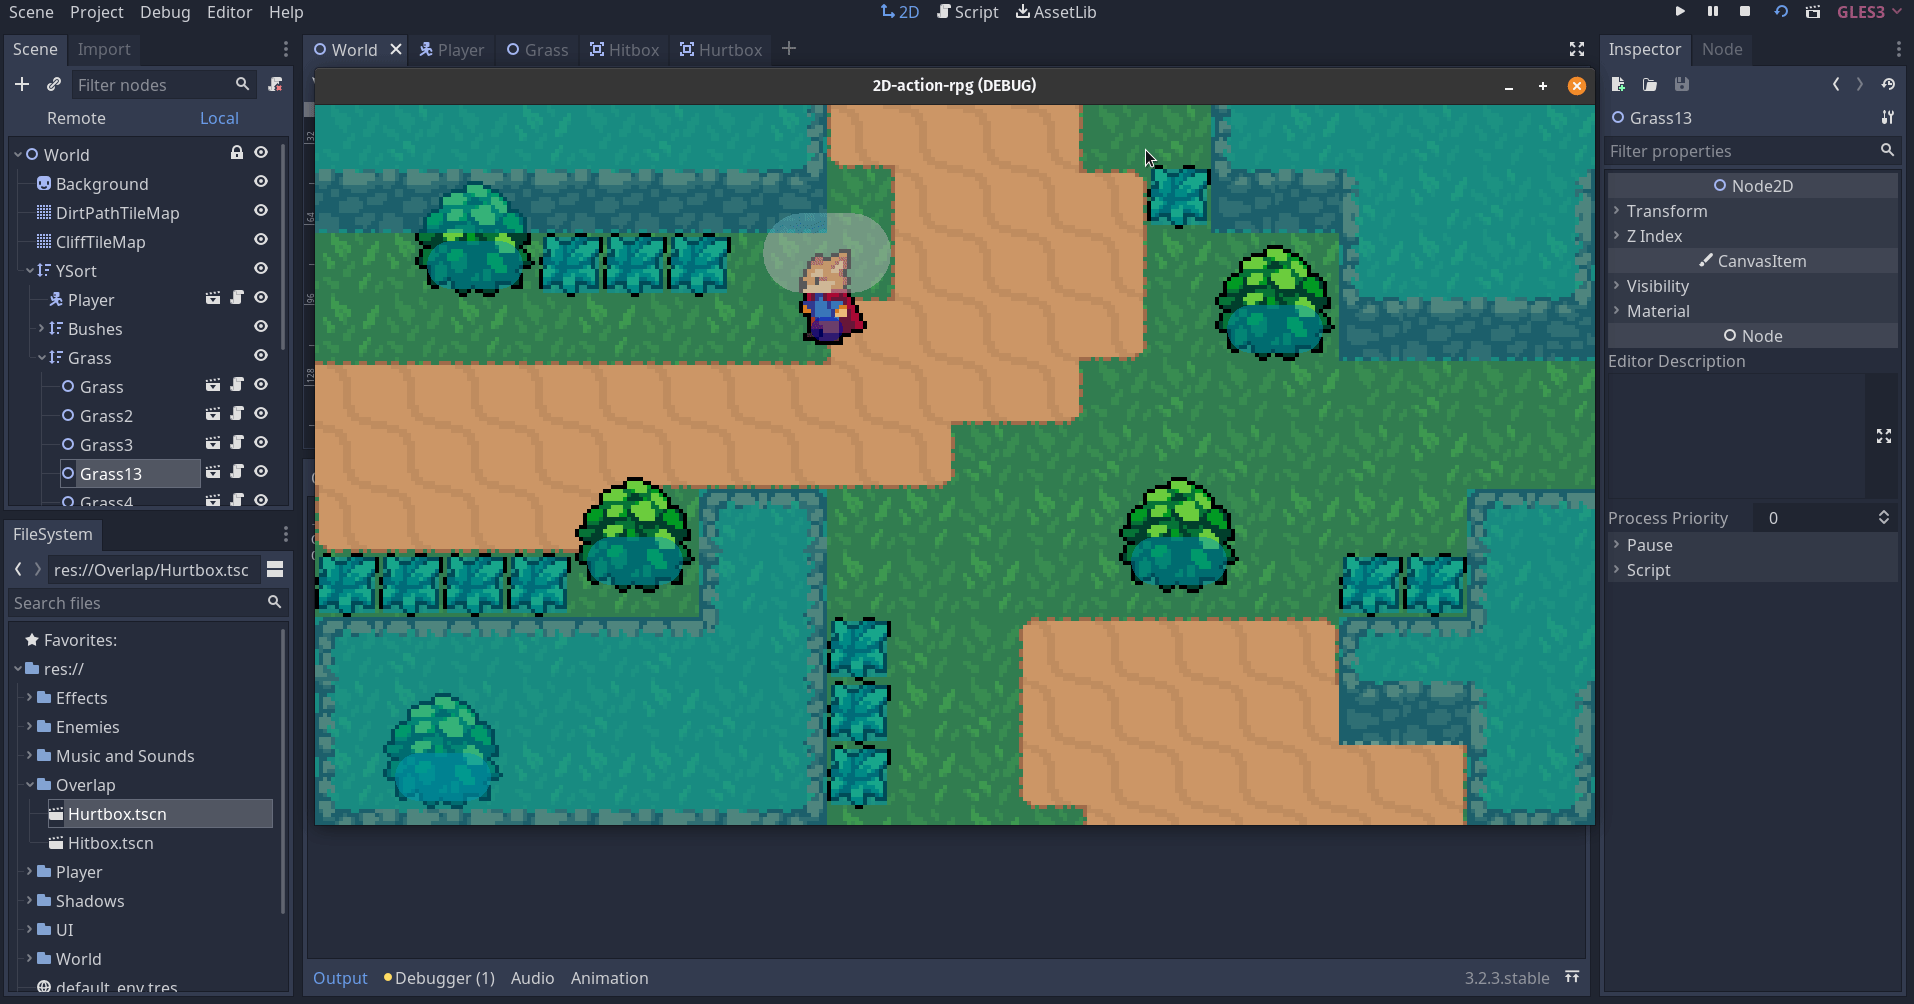 Scene Project Debug Editor Help
2D Script AssetLib
GLES3
Scene Import
Filter nodes
Remote Local
World
Background
DirtPathTileMap
CliffTileMap
YSort
Player
Bushes
Grass
Grass
Grass2
Grass3
Grass13
Grass4
FileSystem
res://Overlap/Hurtbox.tsc
Search files
Favorites:
res://
Effects
Enemies
Music and Sounds
Overlap
Hurtbox.tscn
Hitbox.tscn
Player
Shadows
UI
World
default_env.tres
World Player Grass Hitbox Hurtbox
2D-action-rpg (DEBUG)
32
64
96
128
Output Debugger (1) Audio Animation
3.2.3.stable
Inspector Node
Grass13
Filter properties
Node2D
Transform
Z Index
CanvasItem
Visibility
Material
Node
Editor Description
Process Priority 0
Pause
Script